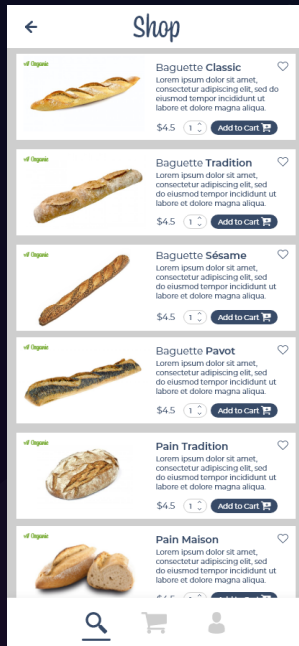 Shop
Organic
Baguette Classic
Lorem ipsum dolor sit amet,
consectetur adipiscing elit, sed do
eiusmod tempor incididunt ut
labore et dolore magna aliqua.
$4.5 1 Add to Cart
Organic
Baguette Tradition
Lorem ipsum dolor sit amet,
consectetur adipiscing elit, sed
do eiusmod tempor incididunt ut
labore et dolore magna aliqua.
$4.5 1 Add to Cart
Organic
Baguette Sésame
Lorem ipsum dolor sit amet,
consectetur adipiscing elit, sed
do eiusmod tempor incididunt ut
labore et dolore magna aliqua.
$4.5 1 Add to Cart
Organic
Baguette Pavot
Lorem ipsum dolor sit amet,
consectetur adipiscing elit, sed
do eiusmod tempor incididunt ut
labore et dolore magna aliqua.
$4.5 1 Add to Cart
Organic
Pain Tradition
Lorem ipsum dolor sit amet,
consectetur adipiscing elit, sed
do eiusmod tempor incididunt ut
labore et dolore magna aliqua.
$4.5 1 Add to Cart
Organic
Pain Maison
Lorem ipsum dolor sit amet,
consectetur adipiscing elit, sed
do eiusmod tempor incididunt ut
labore et dolore magna aliqua.